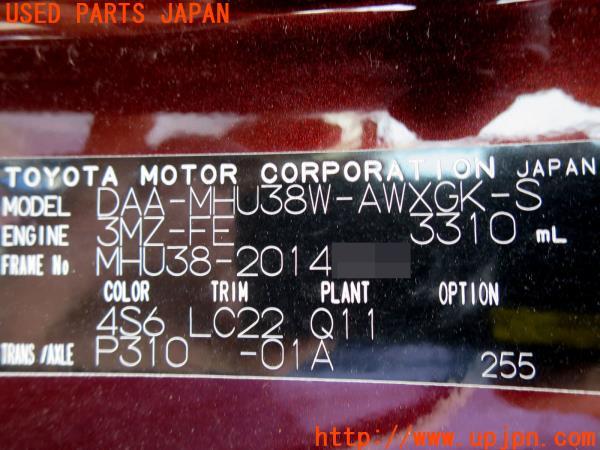 USED PARTS JAPAN
TOYOTA MOTOR CORPORATION JAPAN
MODEL DAA-MHU38W-AWXGK-S
ENGINE 3MZ-FE 3310 mL
FRAME No MHU38-2014
COLOR TRIM PLANT OPTION
4S6 LC22 Q11
TRANS/AXLE P310 -01A 255
http://www.upjpn.com